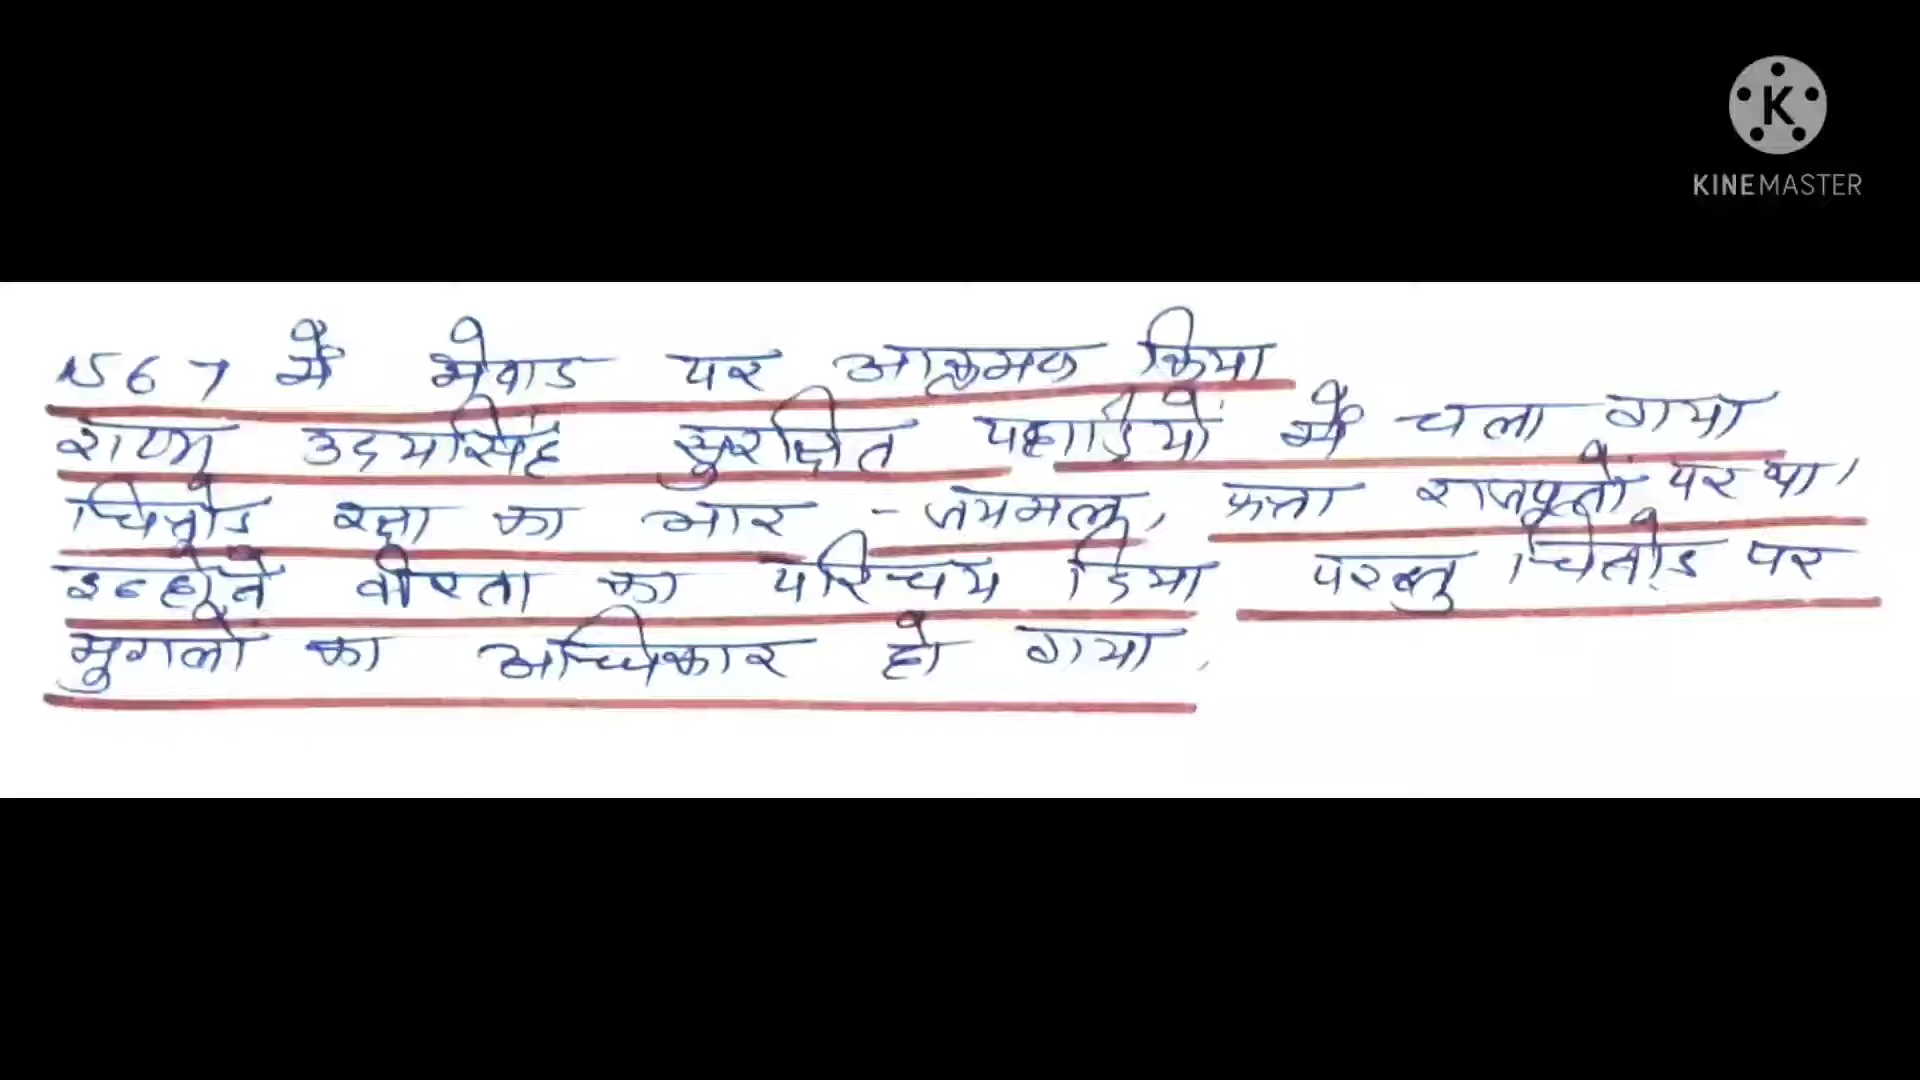 K
KINEMASTER
1567 में मेवाड पर आक्रमण किया
राणा उदयसिंह सुरक्षित पहाडियों में चला गया
चित्तोड रक्षा का भार - जयमल, फत्ता राजपूतों पर था।
इन्होंने वीरता का परिचय दिया परन्तु चितोड पर
मुगलो का अधिकार हो गया.